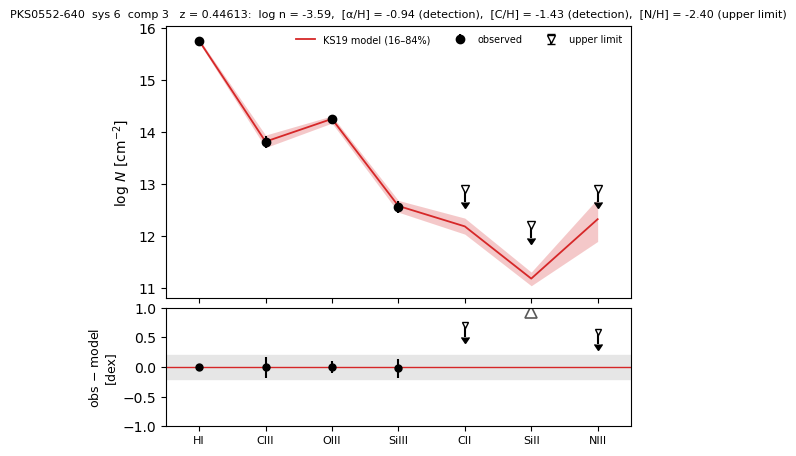 PKS0552-640  sys 6  comp 3   z = 0.44613:  log n = -3.59,  [α/H] = -0.94 (detection),  [C/H] = -1.43 (detection),  [N/H] = -2.40 (upper limit)
KS19 model (16–84%)   observed   upper limit
log N [cm⁻²]
16
15
14
13
12
11
obs − model
[dex]
1.0
0.5
0.0
−0.5
−1.0
HI CIII OIII SiIII CII SiII NIII